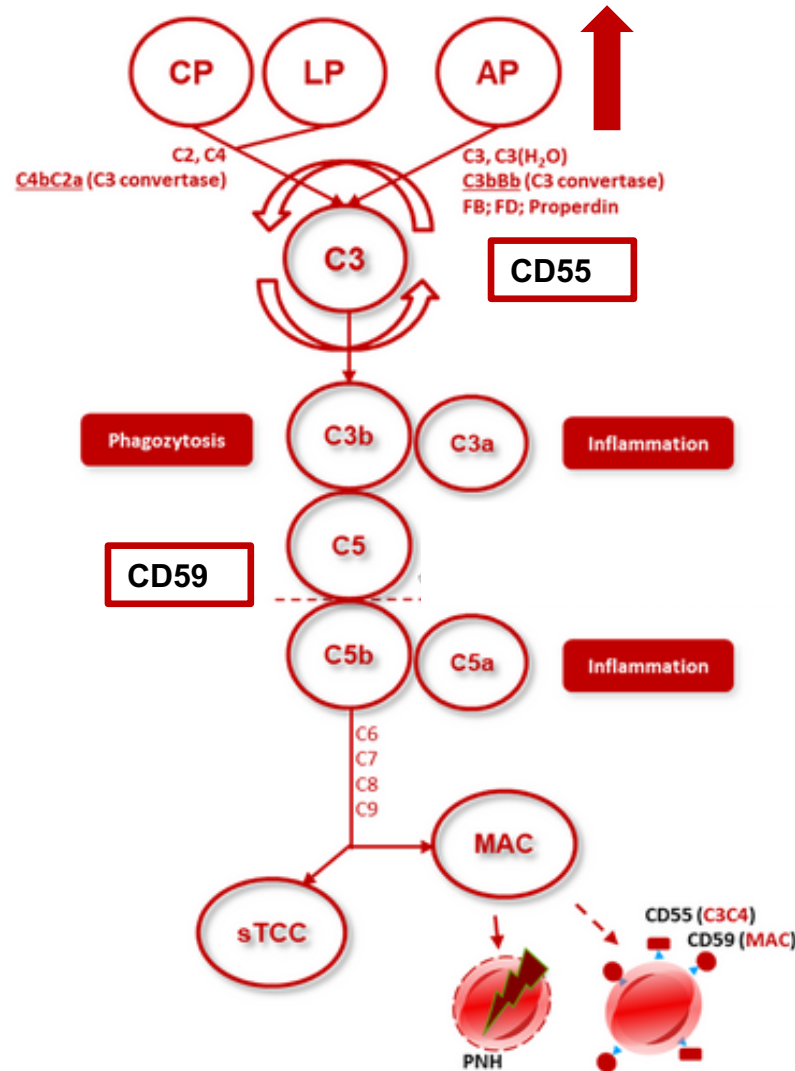 CP
LP
AP
C2, C4
C4bC2a (C3 convertase)
C3, C3(H₂O)
C3bBb (C3 convertase)
FB; FD; Properdin
C3
CD55
Phagozytosis
C3b
C3a
Inflammation
C5
CD59
C5b
C5a
Inflammation
C6
C7
C8
C9
MAC
sTCC
CD55 (C3C4)
CD59 (MAC)
PNH